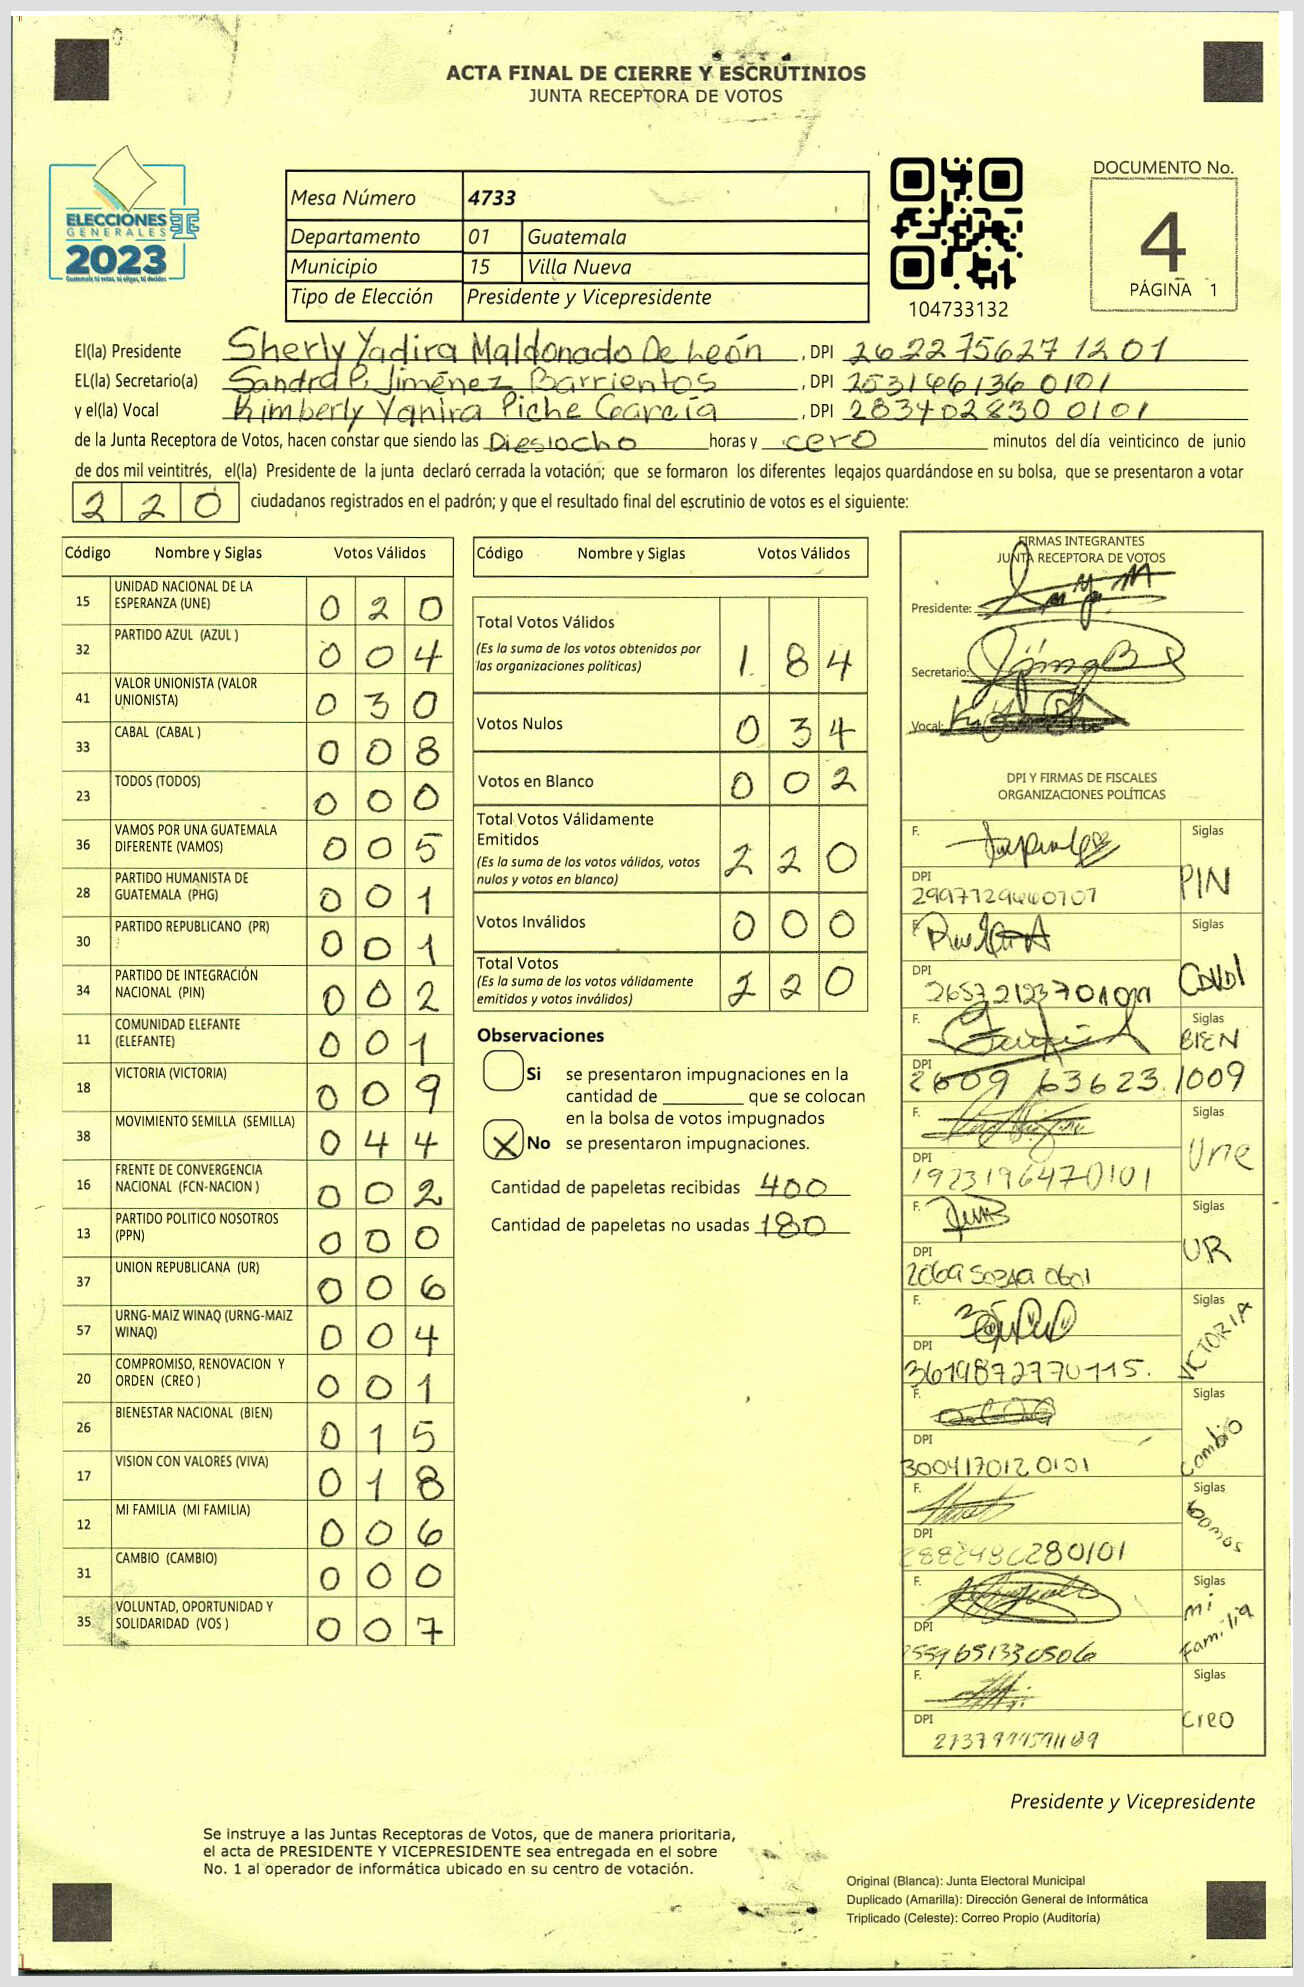 ACTA FINAL DE CIERRE Y ESCRUTINIOS
JUNTA RECEPTORA DE VOTOS
ELECCIONES
GENERALES
2023
Guatemala tú votas, tú eliges, tú decides
Mesa Número 4733
Departamento 01 Guatemala
Municipio 15 Villa Nueva
Tipo de Elección Presidente y Vicepresidente
104733132
DOCUMENTO No.
4
PÁGINA 1
El(la) Presidente Sherly Yadira Maldonado De León , DPI 2622756271201
EL(la) Secretario(a) Sandra P. Jiménez Barrientos , DPI 2531461360101
y el(la) Vocal Kimberly Yanira Piche García , DPI 2834028300101
de la Junta Receptora de Votos, hacen constar que siendo las Diesiocho horas y cero minutos del día veinticinco de junio
de dos mil veintitrés, el(la) Presidente de la junta declaró cerrada la votación; que se formaron los diferentes legajos quardándose en su bolsa, que se presentaron a votar
220 ciudadanos registrados en el padrón; y que el resultado final del escrutinio de votos es el siguiente:
Código Nombre y Siglas Votos Válidos
15 UNIDAD NACIONAL DE LA ESPERANZA (UNE) 0 2 0
32 PARTIDO AZUL (AZUL ) 0 0 4
41 VALOR UNIONISTA (VALOR UNIONISTA) 0 3 0
33 CABAL (CABAL ) 0 0 8
23 TODOS (TODOS) 0 0 0
36 VAMOS POR UNA GUATEMALA DIFERENTE (VAMOS) 0 0 5
28 PARTIDO HUMANISTA DE GUATEMALA (PHG) 0 0 1
30 PARTIDO REPUBLICANO (PR) 0 0 1
34 PARTIDO DE INTEGRACIÓN NACIONAL (PIN) 0 0 2
11 COMUNIDAD ELEFANTE (ELEFANTE) 0 0 1
18 VICTORIA (VICTORIA) 0 0 9
38 MOVIMIENTO SEMILLA (SEMILLA) 0 4 4
16 FRENTE DE CONVERGENCIA NACIONAL (FCN-NACION ) 0 0 2
13 PARTIDO POLITICO NOSOTROS (PPN) 0 0 0
37 UNION REPUBLICANA (UR) 0 0 6
57 URNG-MAIZ WINAQ (URNG-MAIZ WINAQ) 0 0 4
20 COMPROMISO, RENOVACION Y ORDEN (CREO ) 0 0 1
26 BIENESTAR NACIONAL (BIEN) 0 1 5
17 VISION CON VALORES (VIVA) 0 1 8
12 MI FAMILIA (MI FAMILIA) 0 0 6
31 CAMBIO (CAMBIO) 0 0 0
35 VOLUNTAD, OPORTUNIDAD Y SOLIDARIDAD (VOS ) 0 0 7
Código Nombre y Siglas Votos Válidos
Total Votos Válidos
(Es la suma de los votos obtenidos por
las organizaciones políticas) 1 8 4
Votos Nulos 0 3 4
Votos en Blanco 0 0 2
Total Votos Válidamente
Emitidos
(Es la suma de los votos válidos, votos
nulos y votos en blanco) 2 2 0
Votos Inválidos 0 0 0
Total Votos
(Es la suma de los votos válidamente
emitidos y votos inválidos) 2 2 0
Observaciones
Si se presentaron impugnaciones en la
cantidad de ________ que se colocan
en la bolsa de votos impugnados
X No se presentaron impugnaciones.
Cantidad de papeletas recibidas 400
Cantidad de papeletas no usadas 180
FIRMAS INTEGRANTES
JUNTA RECEPTORA DE VOTOS
Presidente:
Secretario:
Vocal:
DPI Y FIRMAS DE FISCALES
ORGANIZACIONES POLÍTICAS
F. Siglas
DPI PIN
F. Siglas
DPI
F. Siglas
BIEN
DPI
2609 63623 1009
F. Siglas
DPI Une
1923196470101
F. Siglas
DPI UR
F. Siglas
DPI VICTORIA
3619872770115.
F. Siglas
DPI Cambio
3004170120101
F. Siglas
DPI Bamos
F. Siglas
DPI mi Familia
F. Siglas
DPI Creo
Presidente y Vicepresidente
Se instruye a las Juntas Receptoras de Votos, que de manera prioritaria,
el acta de PRESIDENTE Y VICEPRESIDENTE sea entregada en el sobre
No. 1 al operador de informática ubicado en su centro de votación.
Original (Blanca): Junta Electoral Municipal
Duplicado (Amarilla): Dirección General de Informática
Triplicado (Celeste): Correo Propio (Auditoría)